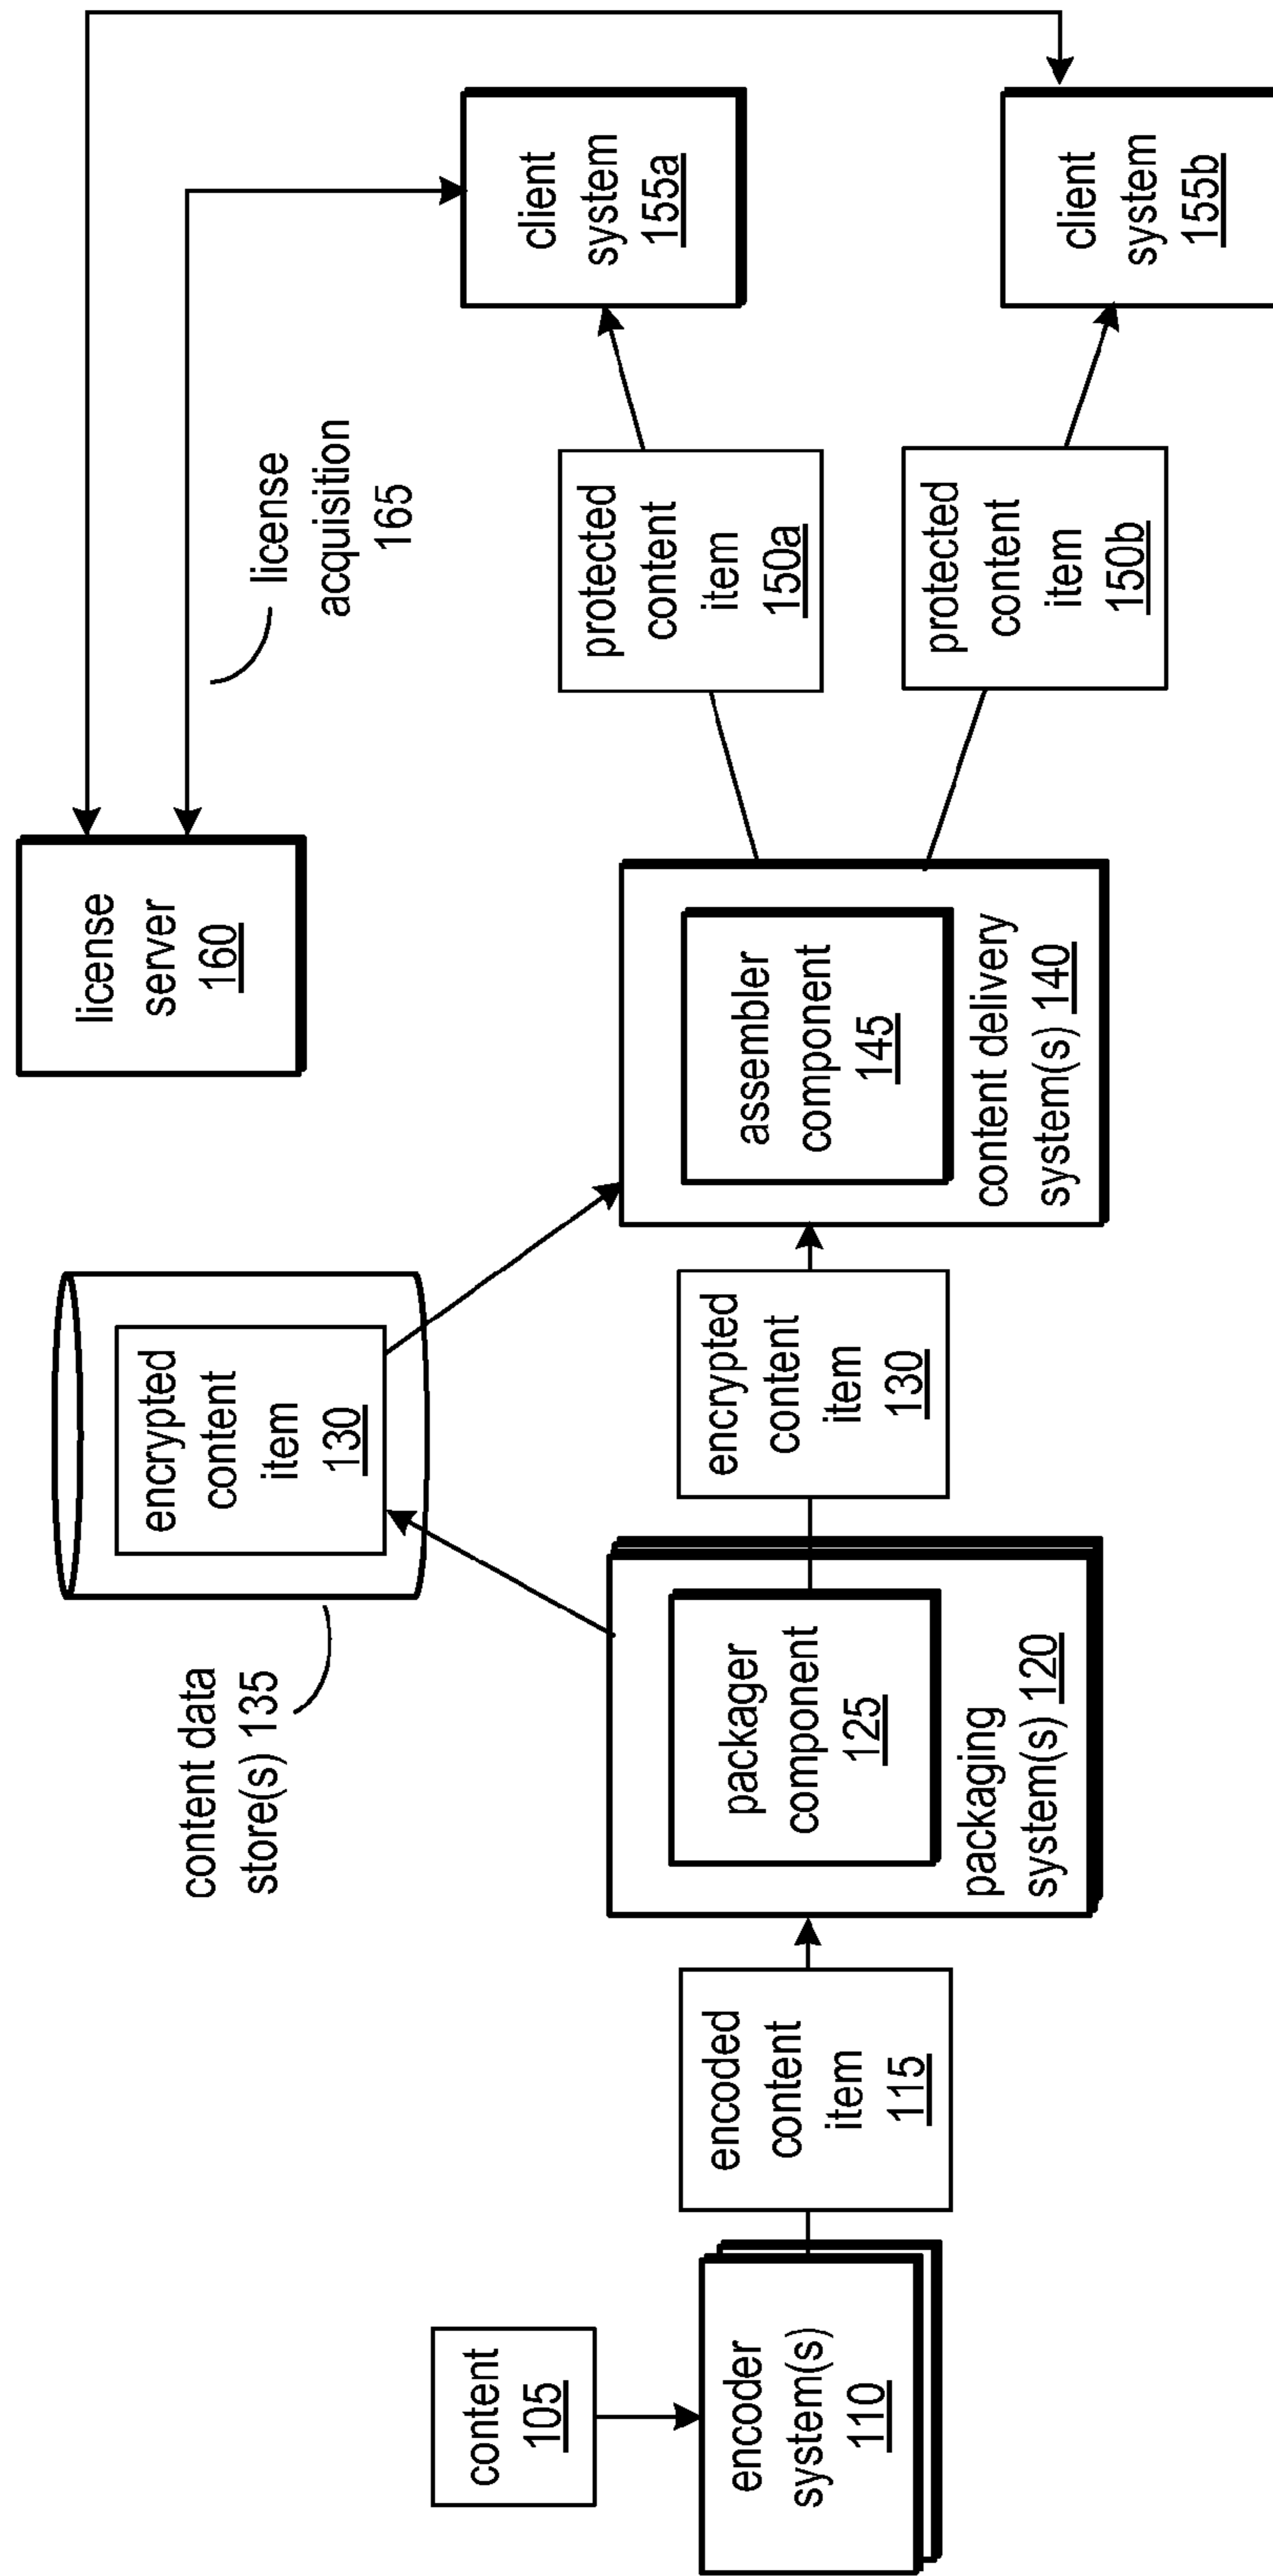 license
server
160
license
acquisition
165
client
system
155a
client
system
155b
content data
store(s) 135
encrypted
content
item
130
protected
content
item
150a
protected
content
item
150b
content
105
encoder
system(s)
110
encoded
content
item
115
packager
component
125
packaging
system(s) 120
encrypted
content
item
130
assembler
component
145
content delivery
system(s) 140